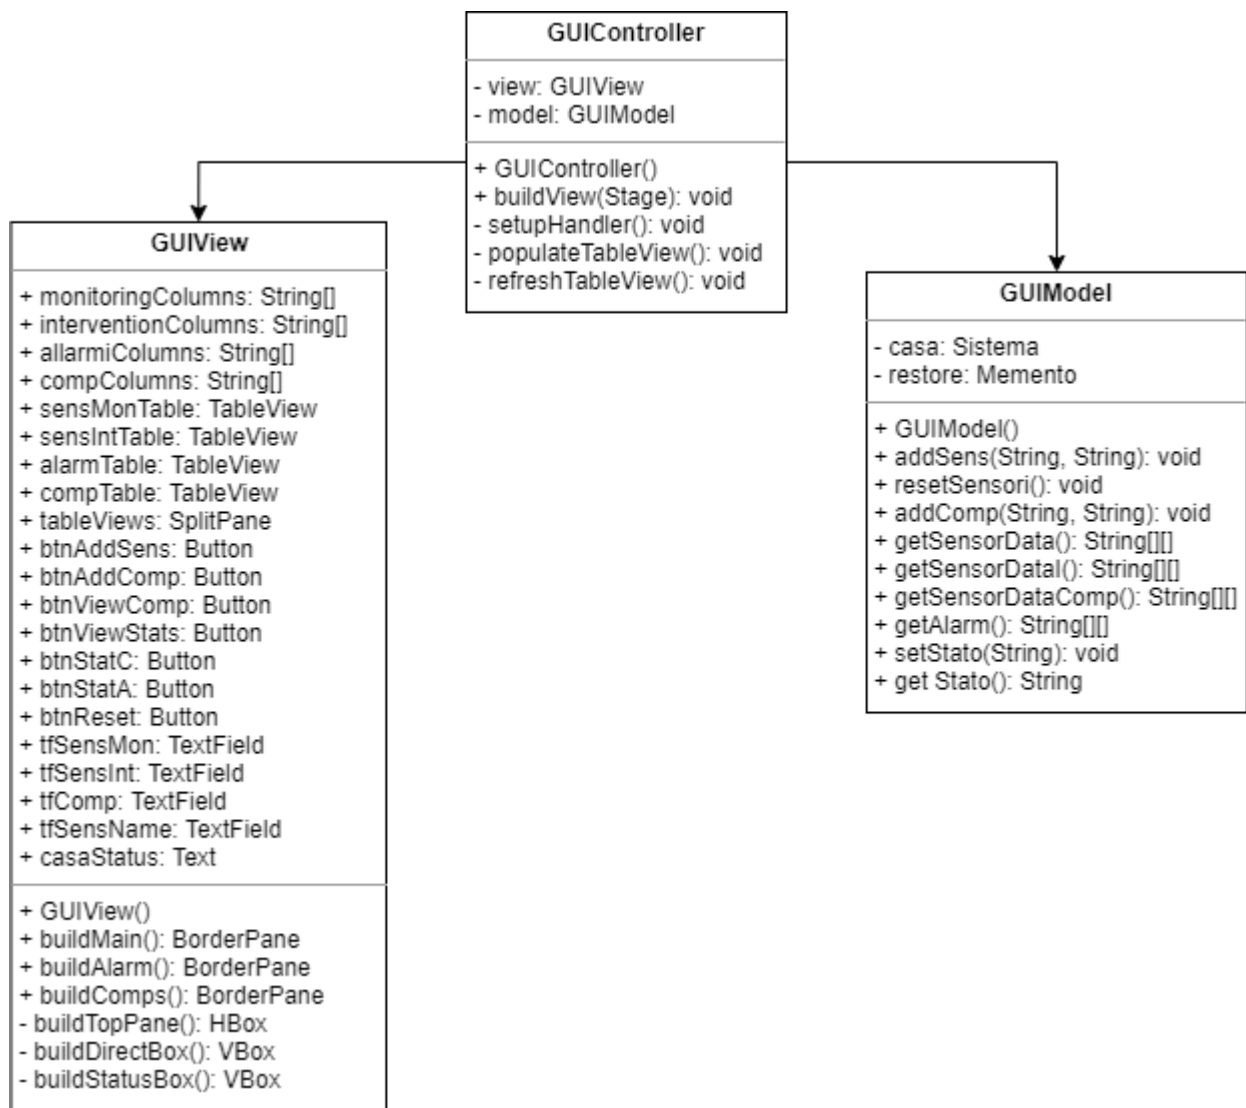 GUIController
- view: GUIView
- model: GUIModel
+ GUIController()
+ buildView(Stage): void
- setupHandler(): void
- populateTableView(): void
- refreshTableView(): void
GUIView
+ monitoringColumns: String[]
+ interventionColumns: String[]
+ allarmiColumns: String[]
+ compColumns: String[]
+ sensMonTable: TableView
+ sensIntTable: TableView
+ alarmTable: TableView
+ compTable: TableView
+ tableViews: SplitPane
+ btnAddSens: Button
+ btnAddComp: Button
+ btnViewComp: Button
+ btnViewStats: Button
+ btnStatC: Button
+ btnStatA: Button
+ btnReset: Button
+ tfSensMon: TextField
+ tfSensInt: TextField
+ tfComp: TextField
+ tfSensName: TextField
+ casaStatus: Text
+ GUIView()
+ buildMain(): BorderPane
+ buildAlarm(): BorderPane
+ buildComps(): BorderPane
- buildTopPane(): HBox
- buildDirectBox(): VBox
- buildStatusBox(): VBox
GUIModel
- casa: Sistema
- restore: Memento
+ GUIModel()
+ addSens(String, String): void
+ resetSensori(): void
+ addComp(String, String): void
+ getSensorData(): String[][]
+ getSensorDataI(): String[][]
+ getSensorDataComp(): String[][]
+ getAlarm(): String[][]
+ setStato(String): void
+ get Stato(): String